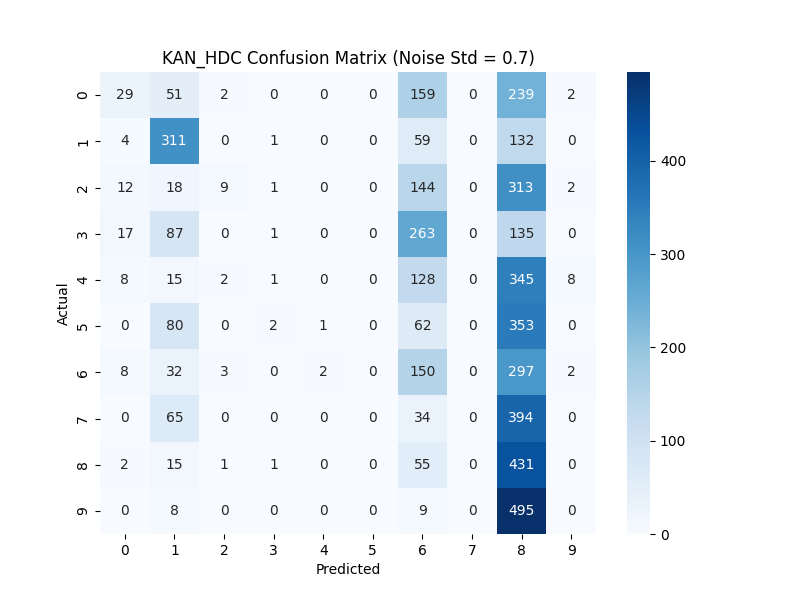 KAN_HDC Confusion Matrix (Noise Std = 0.7)
0 29 51 2 0 0 0 159 0 239 2
1 4 311 0 1 0 0 59 0 132 0
2 12 18 9 1 0 0 144 0 313 2
3 17 87 0 1 0 0 263 0 135 0
4 8 15 2 1 0 0 128 0 345 8
5 0 80 0 2 1 0 62 0 353 0
6 8 32 3 0 2 0 150 0 297 2
7 0 65 0 0 0 0 34 0 394 0
8 2 15 1 1 0 0 55 0 431 0
9 0 8 0 0 0 0 9 0 495 0
0 1 2 3 4 5 6 7 8 9
Predicted
Actual
400
300
200
100
0